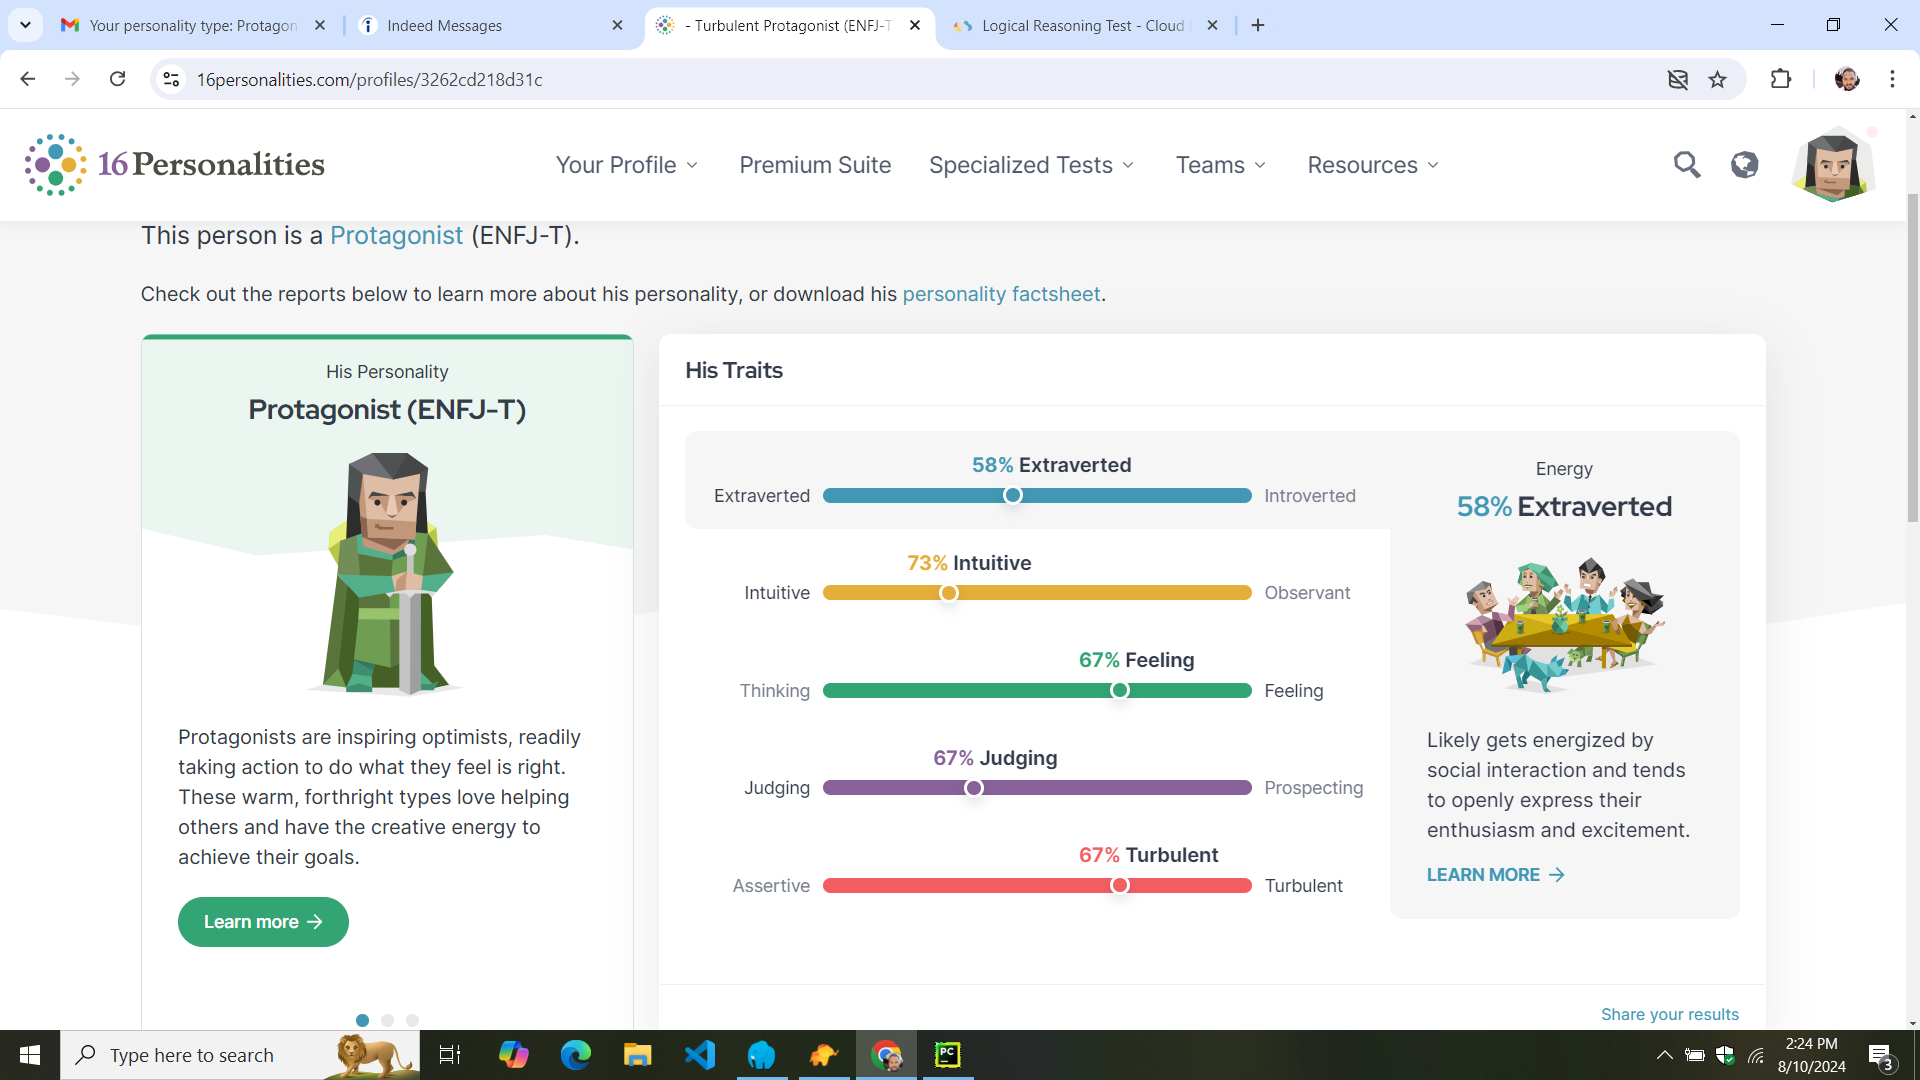 Your personality type: Protagon
Indeed Messages
- Turbulent Protagonist (ENFJ-T
Logical Reasoning Test - Cloud
16personalities.com/profiles/3262cd218d31c
16Personalities
Your Profile
Premium Suite
Specialized Tests
Teams
Resources
This person is a Protagonist (ENFJ-T).
Check out the reports below to learn more about his personality, or download his personality factsheet.
His Personality
Protagonist (ENFJ-T)
Protagonists are inspiring optimists, readily
taking action to do what they feel is right.
These warm, forthright types love helping
others and have the creative energy to
achieve their goals.
Learn more →
His Traits
58% Extraverted
Extraverted
Introverted
73% Intuitive
Intuitive
Observant
67% Feeling
Thinking
Feeling
67% Judging
Judging
Prospecting
67% Turbulent
Assertive
Turbulent
Energy
58% Extraverted
Likely gets energized by
social interaction and tends
to openly express their
enthusiasm and excitement.
LEARN MORE →
Share your results
Type here to search
PC
2:24 PM
8/10/2024
3